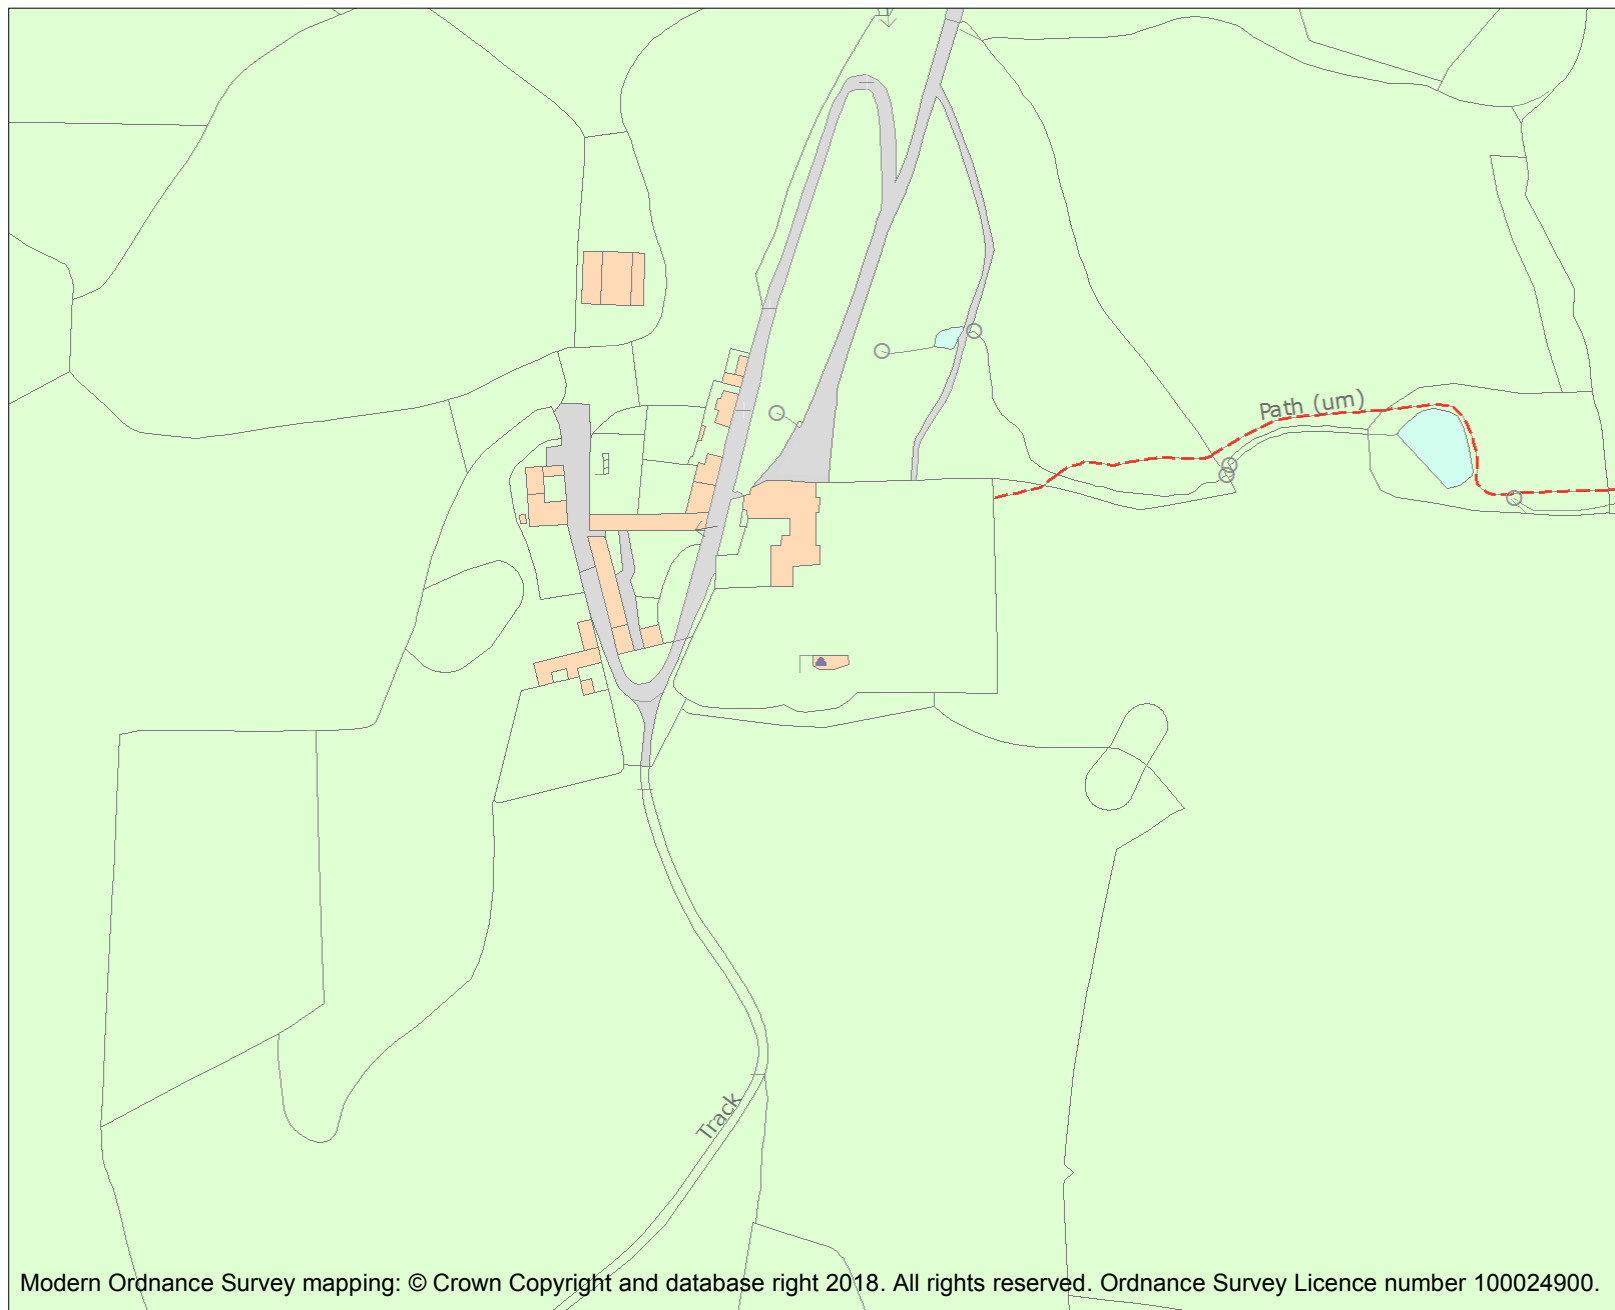 Path (um)
Track
Modern Ordnance Survey mapping: © Crown Copyright and database right 2018. All rights reserved. Ordnance Survey Licence number 100024900.